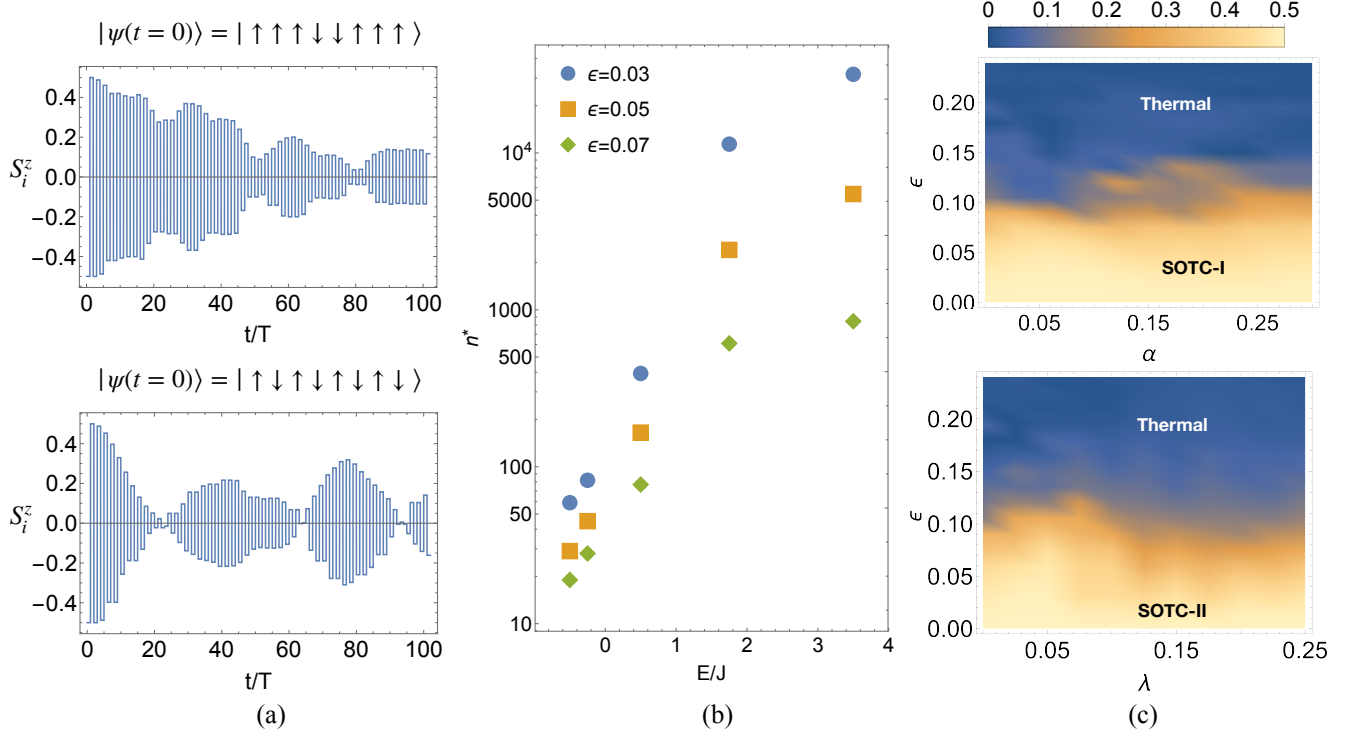 |ψ(t = 0)⟩ = | ↑ ↑ ↑ ↓ ↓ ↑ ↑ ↑ ⟩
0.4
0.2
0.0
−0.2
−0.4
S_i^z
0 20 40 60 80 100
t/T
|ψ(t = 0)⟩ = | ↑ ↓ ↑ ↓ ↑ ↓ ↑ ↓ ⟩
0.4
0.2
0.0
−0.2
−0.4
S_i^z
0 20 40 60 80 100
t/T
(a)
ϵ=0.03
ϵ=0.05
ϵ=0.07
10^4
5000
1000
500
100
50
10
n*
0 1 2 3 4
E/J
(b)
0 0.1 0.2 0.3 0.4 0.5
Thermal
SOTC-I
0.20
0.15
0.10
0.05
0.00
ϵ
0.05 0.15 0.25
α
Thermal
SOTC-II
0.20
0.15
0.10
0.05
0.00
ϵ
0.05 0.15 0.25
λ
(c)